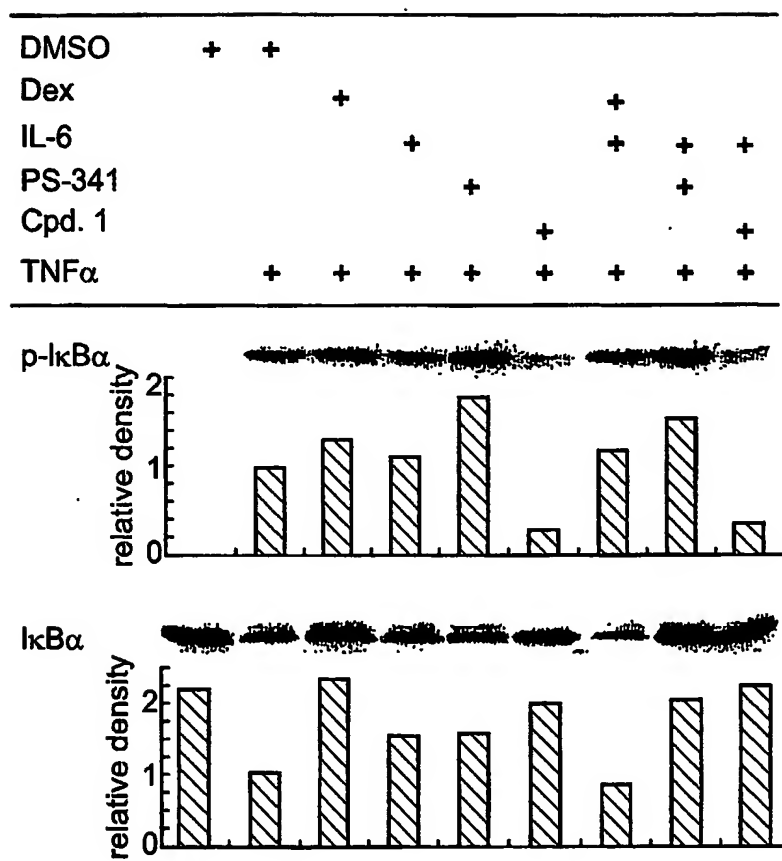 DMSO + +
Dex + +
IL-6 + + + +
PS-341 + +
Cpd. 1 + +
TNFα + + + + + + + +
p-IκBα
relative density
2
1
0
IκBα
relative density
2
1
0